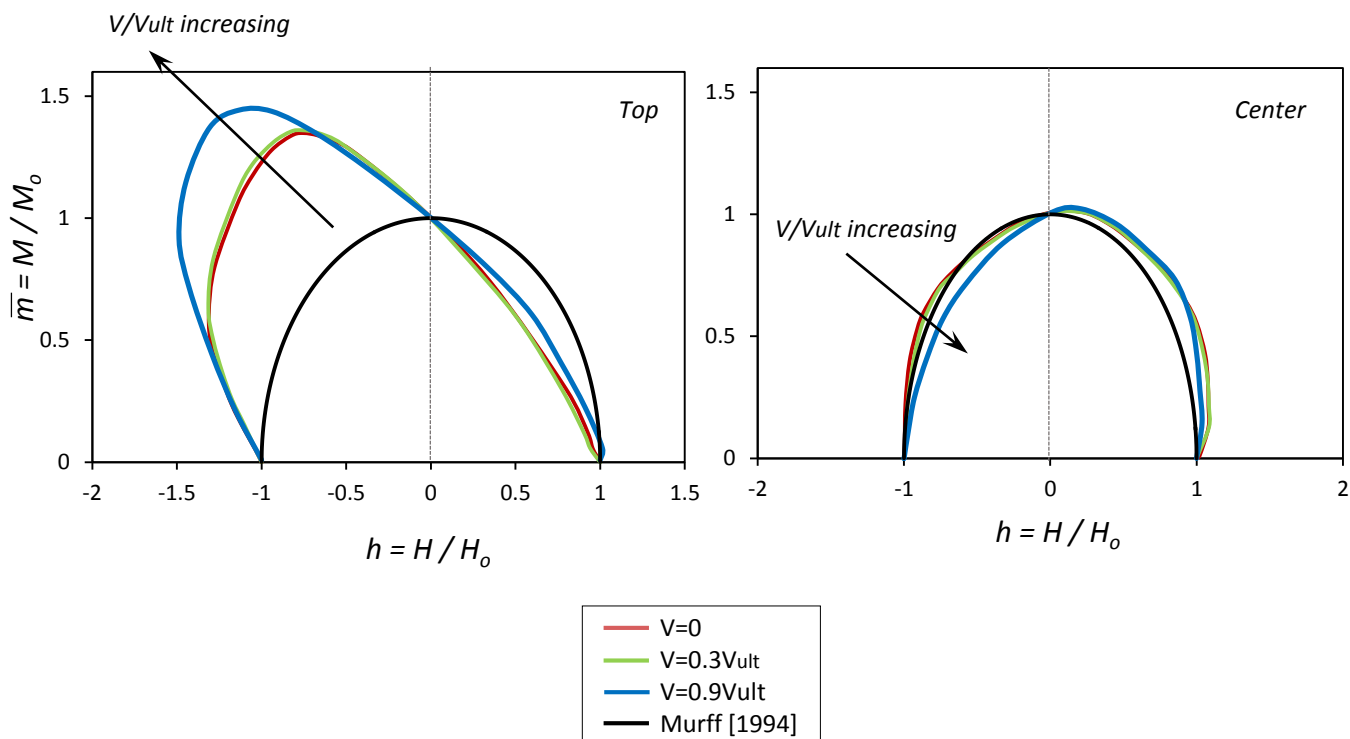 V/Vult increasing
Top
1.5
1
0.5
0
m = M / Mo
-2
-1
-0.5
0
0.5
1
1.5
h = H / Ho
Center
V/Vult increasing
1.5
1
0.5
0
-2
-1
0
1
2
h = H / Ho
V=0
V=0.3Vult
V=0.9Vult
Murff [1994]